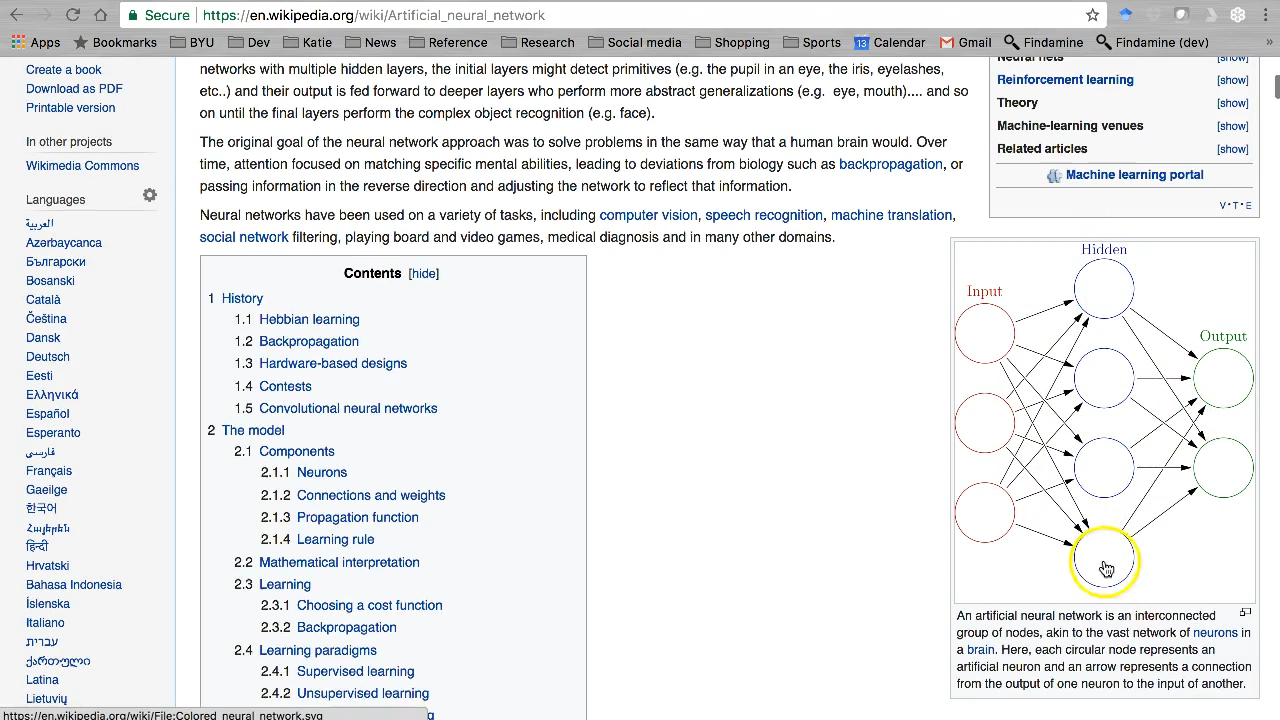 Secure | https://en.wikipedia.org/wiki/Artificial_neural_network
Apps Bookmarks BYU Dev Katie News Reference Research Social media Shopping Sports 13 Calendar Gmail Findamine Findamine (dev) »
Create a book
Download as PDF
Printable version
In other projects
Wikimedia Commons
Languages
العربية
Azərbaycanca
Български
Bosanski
Català
Čeština
Dansk
Deutsch
Eesti
Ελληνικά
Español
Esperanto
فارسی
Français
Gaeilge
한국어
Հայերեն
हिन्दी
Hrvatski
Bahasa Indonesia
Íslenska
Italiano
עברית
ქართული
Latina
Lietuvių
https://en.wikipedia.org/wiki/File:Colored_neural_network.svg
networks with multiple hidden layers, the initial layers might detect primitives (e.g. the pupil in an eye, the iris, eyelashes,
etc..) and their output is fed forward to deeper layers who perform more abstract generalizations (e.g. eye, mouth).... and so
on until the final layers perform the complex object recognition (e.g. face).
The original goal of the neural network approach was to solve problems in the same way that a human brain would. Over
time, attention focused on matching specific mental abilities, leading to deviations from biology such as backpropagation, or
passing information in the reverse direction and adjusting the network to reflect that information.
Neural networks have been used on a variety of tasks, including computer vision, speech recognition, machine translation,
social network filtering, playing board and video games, medical diagnosis and in many other domains.
Contents [hide]
1 History
1.1 Hebbian learning
1.2 Backpropagation
1.3 Hardware-based designs
1.4 Contests
1.5 Convolutional neural networks
2 The model
2.1 Components
2.1.1 Neurons
2.1.2 Connections and weights
2.1.3 Propagation function
2.1.4 Learning rule
2.2 Mathematical interpretation
2.3 Learning
2.3.1 Choosing a cost function
2.3.2 Backpropagation
2.4 Learning paradigms
2.4.1 Supervised learning
2.4.2 Unsupervised learning
Neural nets [show]
Reinforcement learning [show]
Theory [show]
Machine-learning venues [show]
Related articles [show]
Machine learning portal
V·T·E
Hidden
Input
Output
An artificial neural network is an interconnected
group of nodes, akin to the vast network of neurons in
a brain. Here, each circular node represents an
artificial neuron and an arrow represents a connection
from the output of one neuron to the input of another.